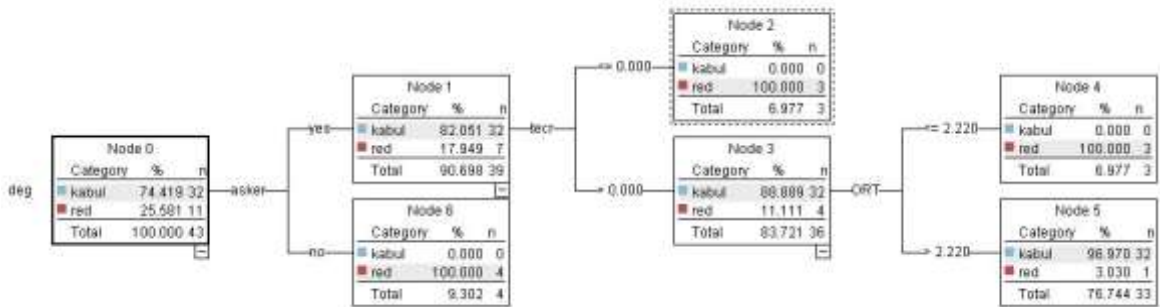 deg
Node 0
Category % n
kabul 74.419 32
red 25.581 11
Total 100.000 43
asker
yes
Node 1
Category % n
kabul 82.051 32
red 17.949 7
Total 90.698 39
no
Node 6
Category % n
kabul 0.000 0
red 100.000 4
Total 9.302 4
tecr
<= 0.000
Node 2
Category % n
kabul 0.000 0
red 100.000 3
Total 6.977 3
> 0.000
Node 3
Category % n
kabul 88.889 32
red 11.111 4
Total 83.721 36
ORT
<= 2.220
Node 4
Category % n
kabul 0.000 0
red 100.000 3
Total 6.977 3
> 2.220
Node 5
Category % n
kabul 96.970 32
red 3.030 1
Total 76.744 33